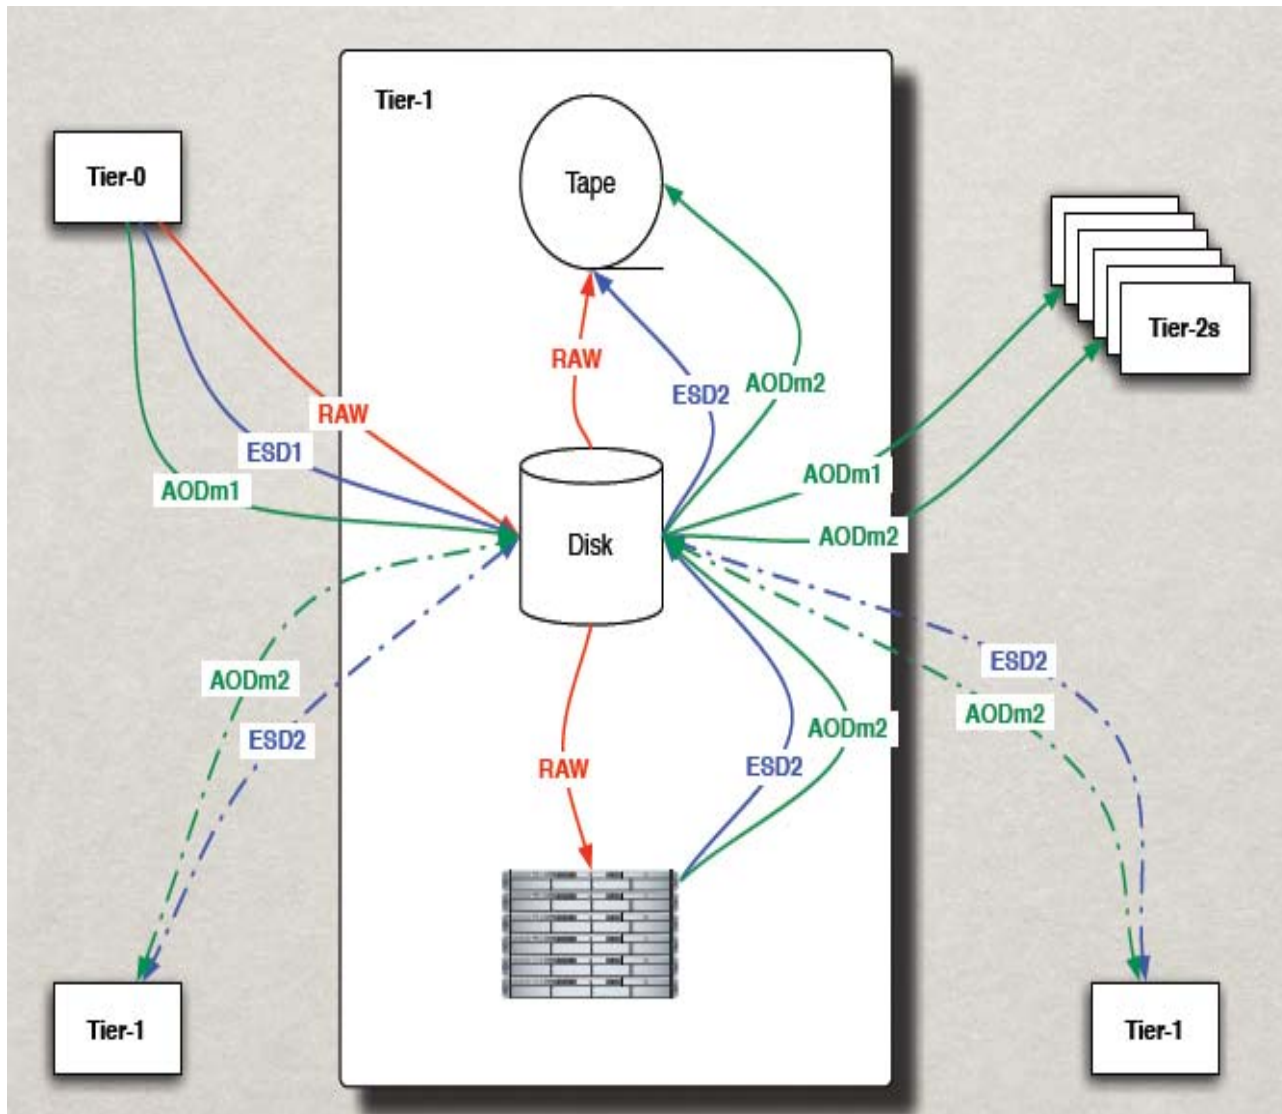 Tier-1
Tier-0
Tape
Tier-2s
RAW
ESD2
AODm2
RAW
ESD1
AODm1
AODm1
AODm2
Disk
AODm2
ESD2
ESD2
AODm2
AODm2
ESD2
RAW
Tier-1
Tier-1